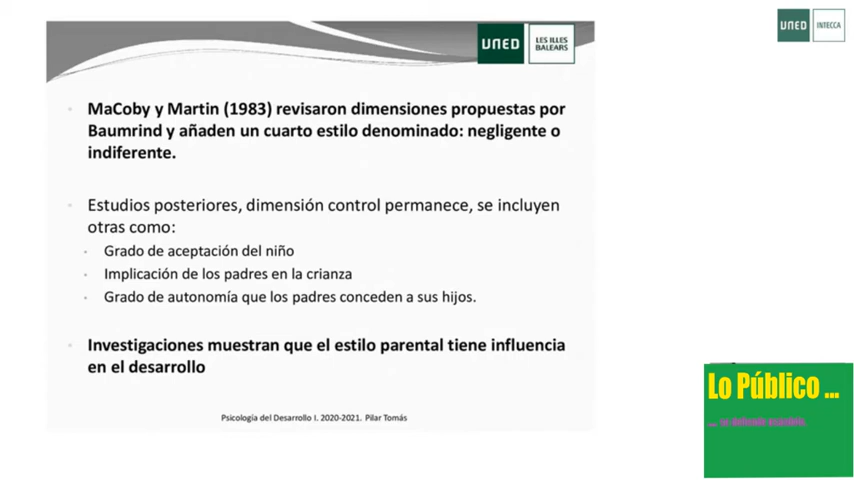 UNED
LES ILLES
BALEARS
UNED
INTECCA
MaCoby y Martin (1983) revisaron dimensiones propuestas por
Baumrind y añaden un cuarto estilo denominado: negligente o
indiferente.
Estudios posteriores, dimensión control permanece, se incluyen
otras como:
Grado de aceptación del niño
Implicación de los padres en la crianza
Grado de autonomía que los padres conceden a sus hijos.
Investigaciones muestran que el estilo parental tiene influencia
en el desarrollo
Psicología del Desarrollo I. 2020-2021. Pilar Tomás
Lo Público ...